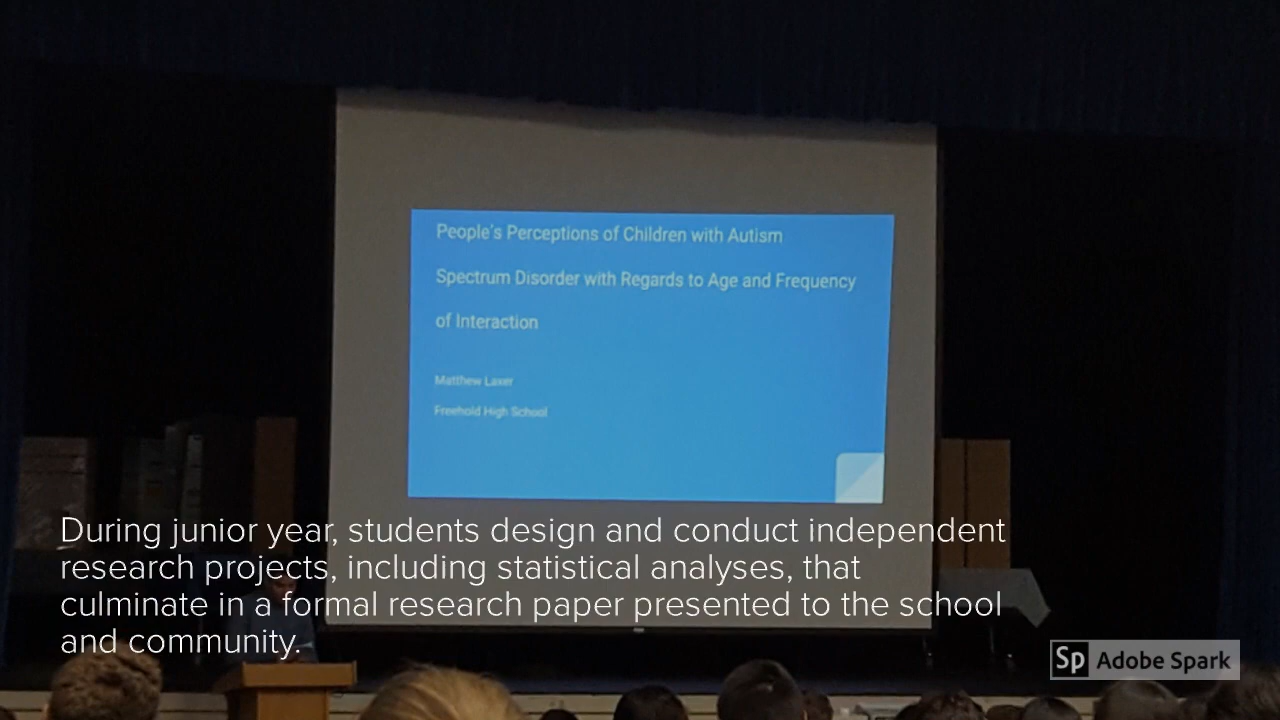 People's Perceptions of Children with Autism
Spectrum Disorder with Regards to Age and Frequency
of Interaction
Matthew Laxer
Freehold High School
During junior year, students design and conduct independent
research projects, including statistical analyses, that
culminate in a formal research paper presented to the school
and community.
Sp Adobe Spark